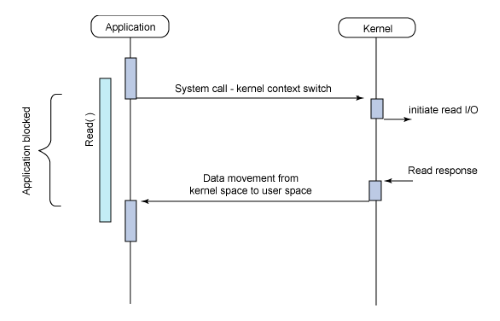 Application
Kernel
System call - kernel context switch
initiate read I/O
Application blocked
Read( )
Read response
Data movement from
kernel space to user space